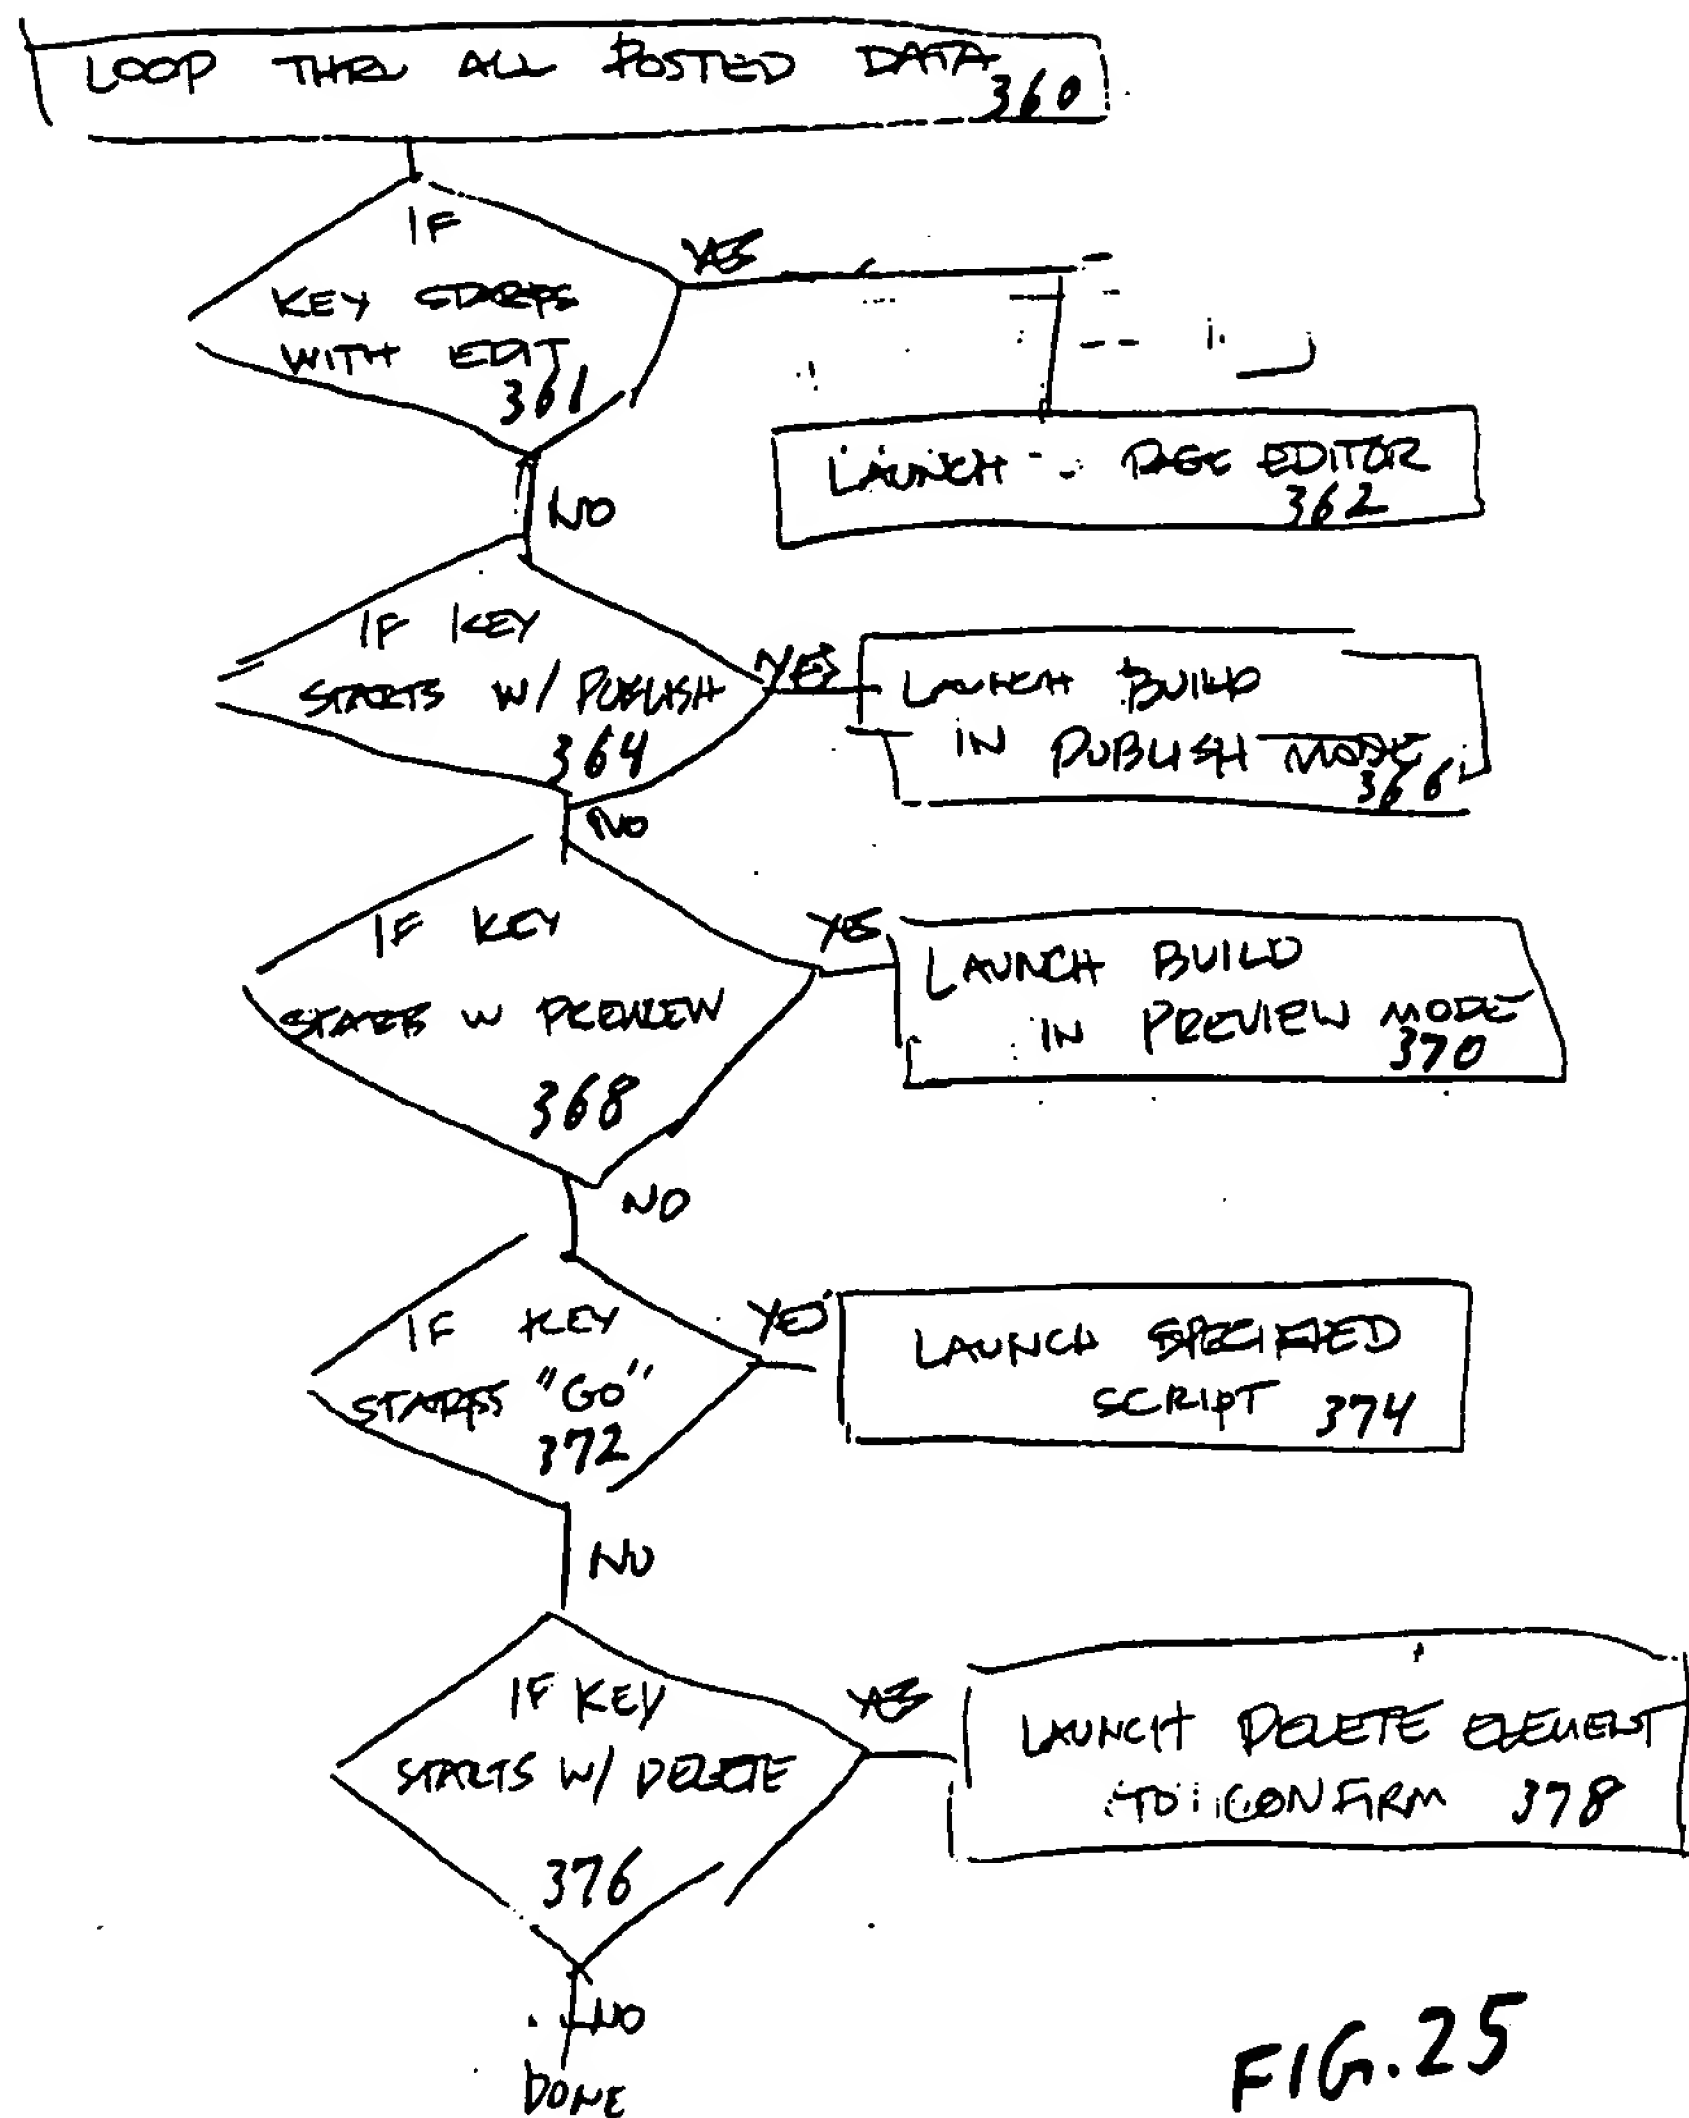 LOOP THRU ALL POSTED DATA
360
IF
KEY STARTS
WITH EDIT
361
YES
LAUNCH PAGE EDITOR
362
NO
IF KEY
STARTS W/ PUBLISH
364
YES
LAUNCH BUILD
IN PUBLISH MODE
366
NO
IF KEY
STARTS W PREVIEW
368
YES
LAUNCH BUILD
IN PREVIEW MODE
370
NO
IF KEY
STARTS "GO"
372
YES
LAUNCH SPECIFIED
SCRIPT 374
NO
IF KEY
STARTS W/ DELETE
376
YES
LAUNCH DELETE ELEMENT
TO CONFIRM 378
NO
DONE
FIG. 25